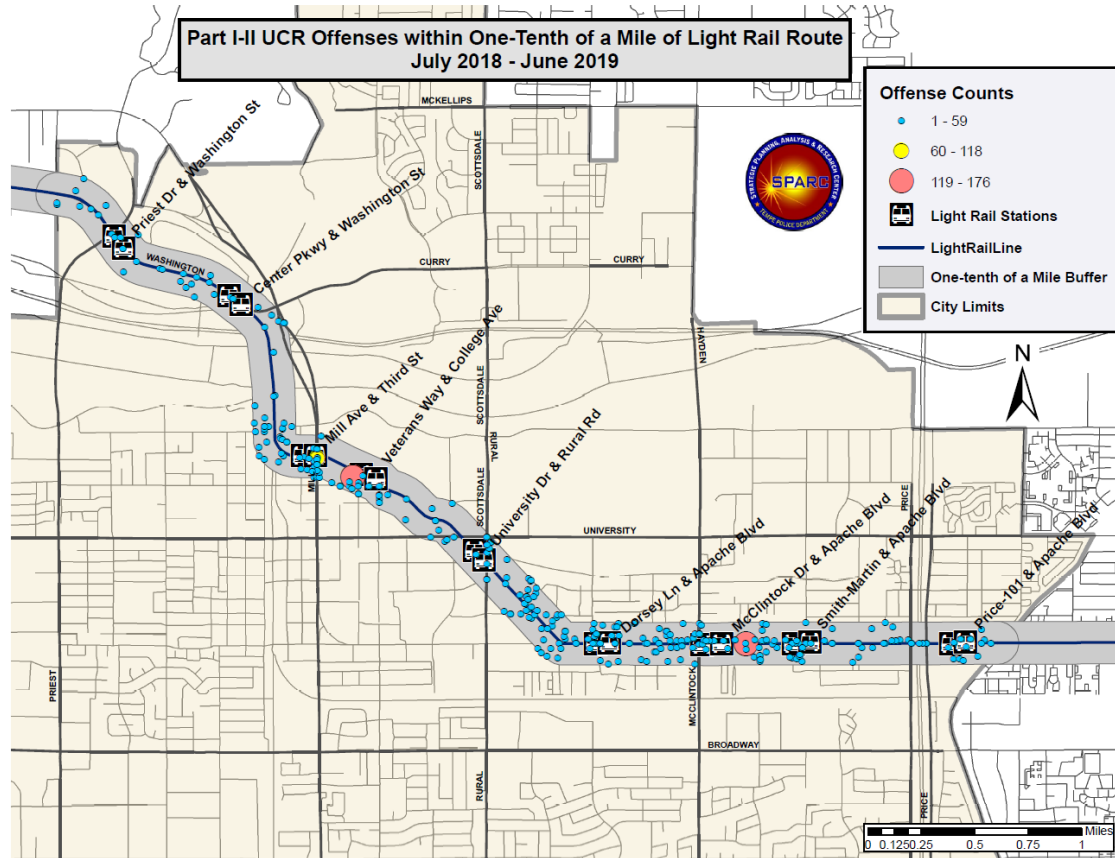 Part I-II UCR Offenses within One-Tenth of a Mile of Light Rail Route
July 2018 - June 2019
Offense Counts
1 - 59
60 - 118
119 - 176
Light Rail Stations
LightRailLine
One-tenth of a Mile Buffer
City Limits
STRATEGIC PLANNING, ANALYSIS & RESEARCH CENTER
SPARC
TEMPE POLICE DEPARTMENT
MCKELLIPS
SCOTTSDALE
Priest Dr & Washington St
WASHINGTON
Center Pkwy & Washington St
CURRY
CURRY
HAYDEN
N
Mill Ave & Third St
Veterans Way & College Ave
SCOTTSDALE
RURAL
SCOTTSDALE
University Dr & Rural Rd
UNIVERSITY
PRICE
Dorsey Ln & Apache Blvd
McClintock Dr & Apache Blvd
Smith-Martin & Apache Blvd
Price-101 & Apache Blvd
PRIEST
MCCLINTOCK
BROADWAY
RURAL
PRICE
Miles
0 0.125 0.25 0.5 0.75 1